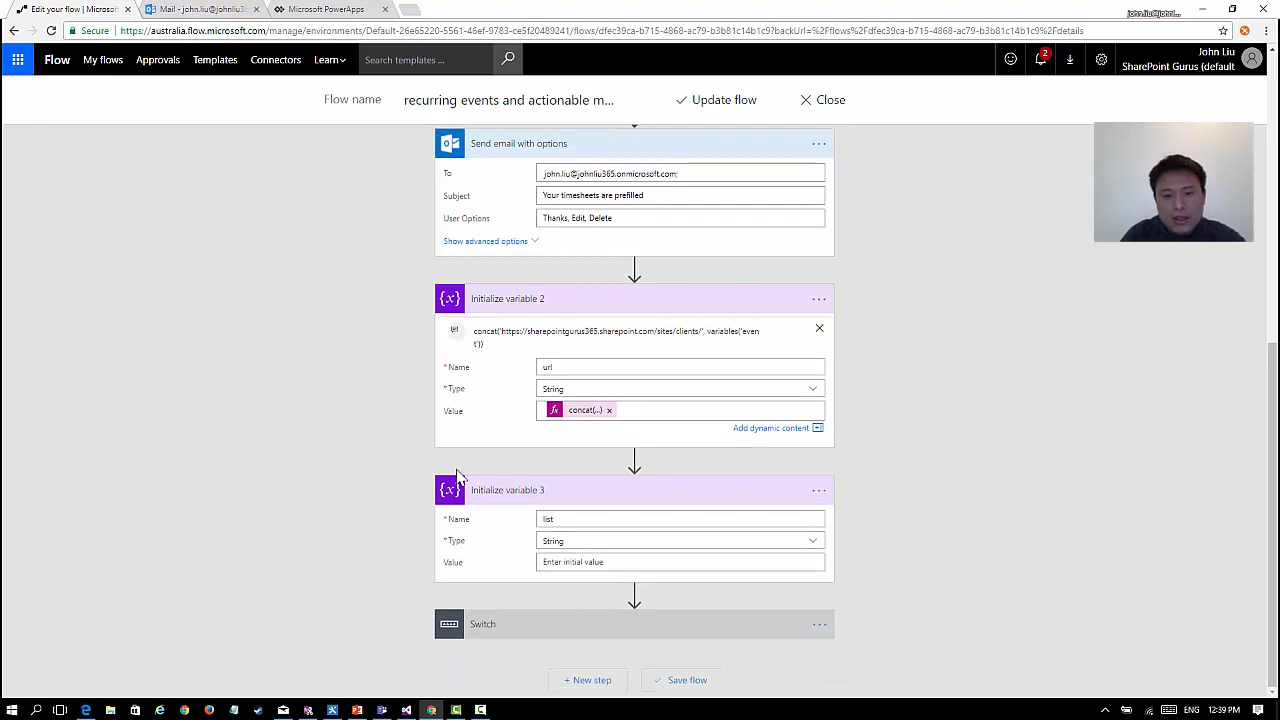 Edit your flow | Microsof
Mail - john.liu@johnliu3
Microsoft PowerApps
Secure
https://australia.flow.microsoft.com/manage/environments/Default-26e65220-5561-46ef-9783-ce5f20489241/flows/dfec39ca-b715-4868-ac79-b3b81c14b1c9?backUrl=%2Fflows%2Fdfec39ca-b715-4868-ac79-b3b81c14b1c9%2Fdetails
Flow
My flows
Approvals
Templates
Connectors
Learn
Search templates ...
2
John Liu
SharePoint Gurus (default
Flow name
recurring events and actionable m...
Update flow
Close
Send email with options
To
john.liu@johnliu365.onmicrosoft.com;
Subject
Your timesheets are prefilled
User Options
Thanks, Edit, Delete
Show advanced options
Initialize variable 2
concat('https://sharepointgurus365.sharepoint.com/sites/clients/', variables('even
t'))
* Name
url
* Type
String
Value
fx concat(...) x
Add dynamic content
Initialize variable 3
* Name
list
* Type
String
Value
Enter initial value
Switch
+ New step
Save flow
12:39 PM